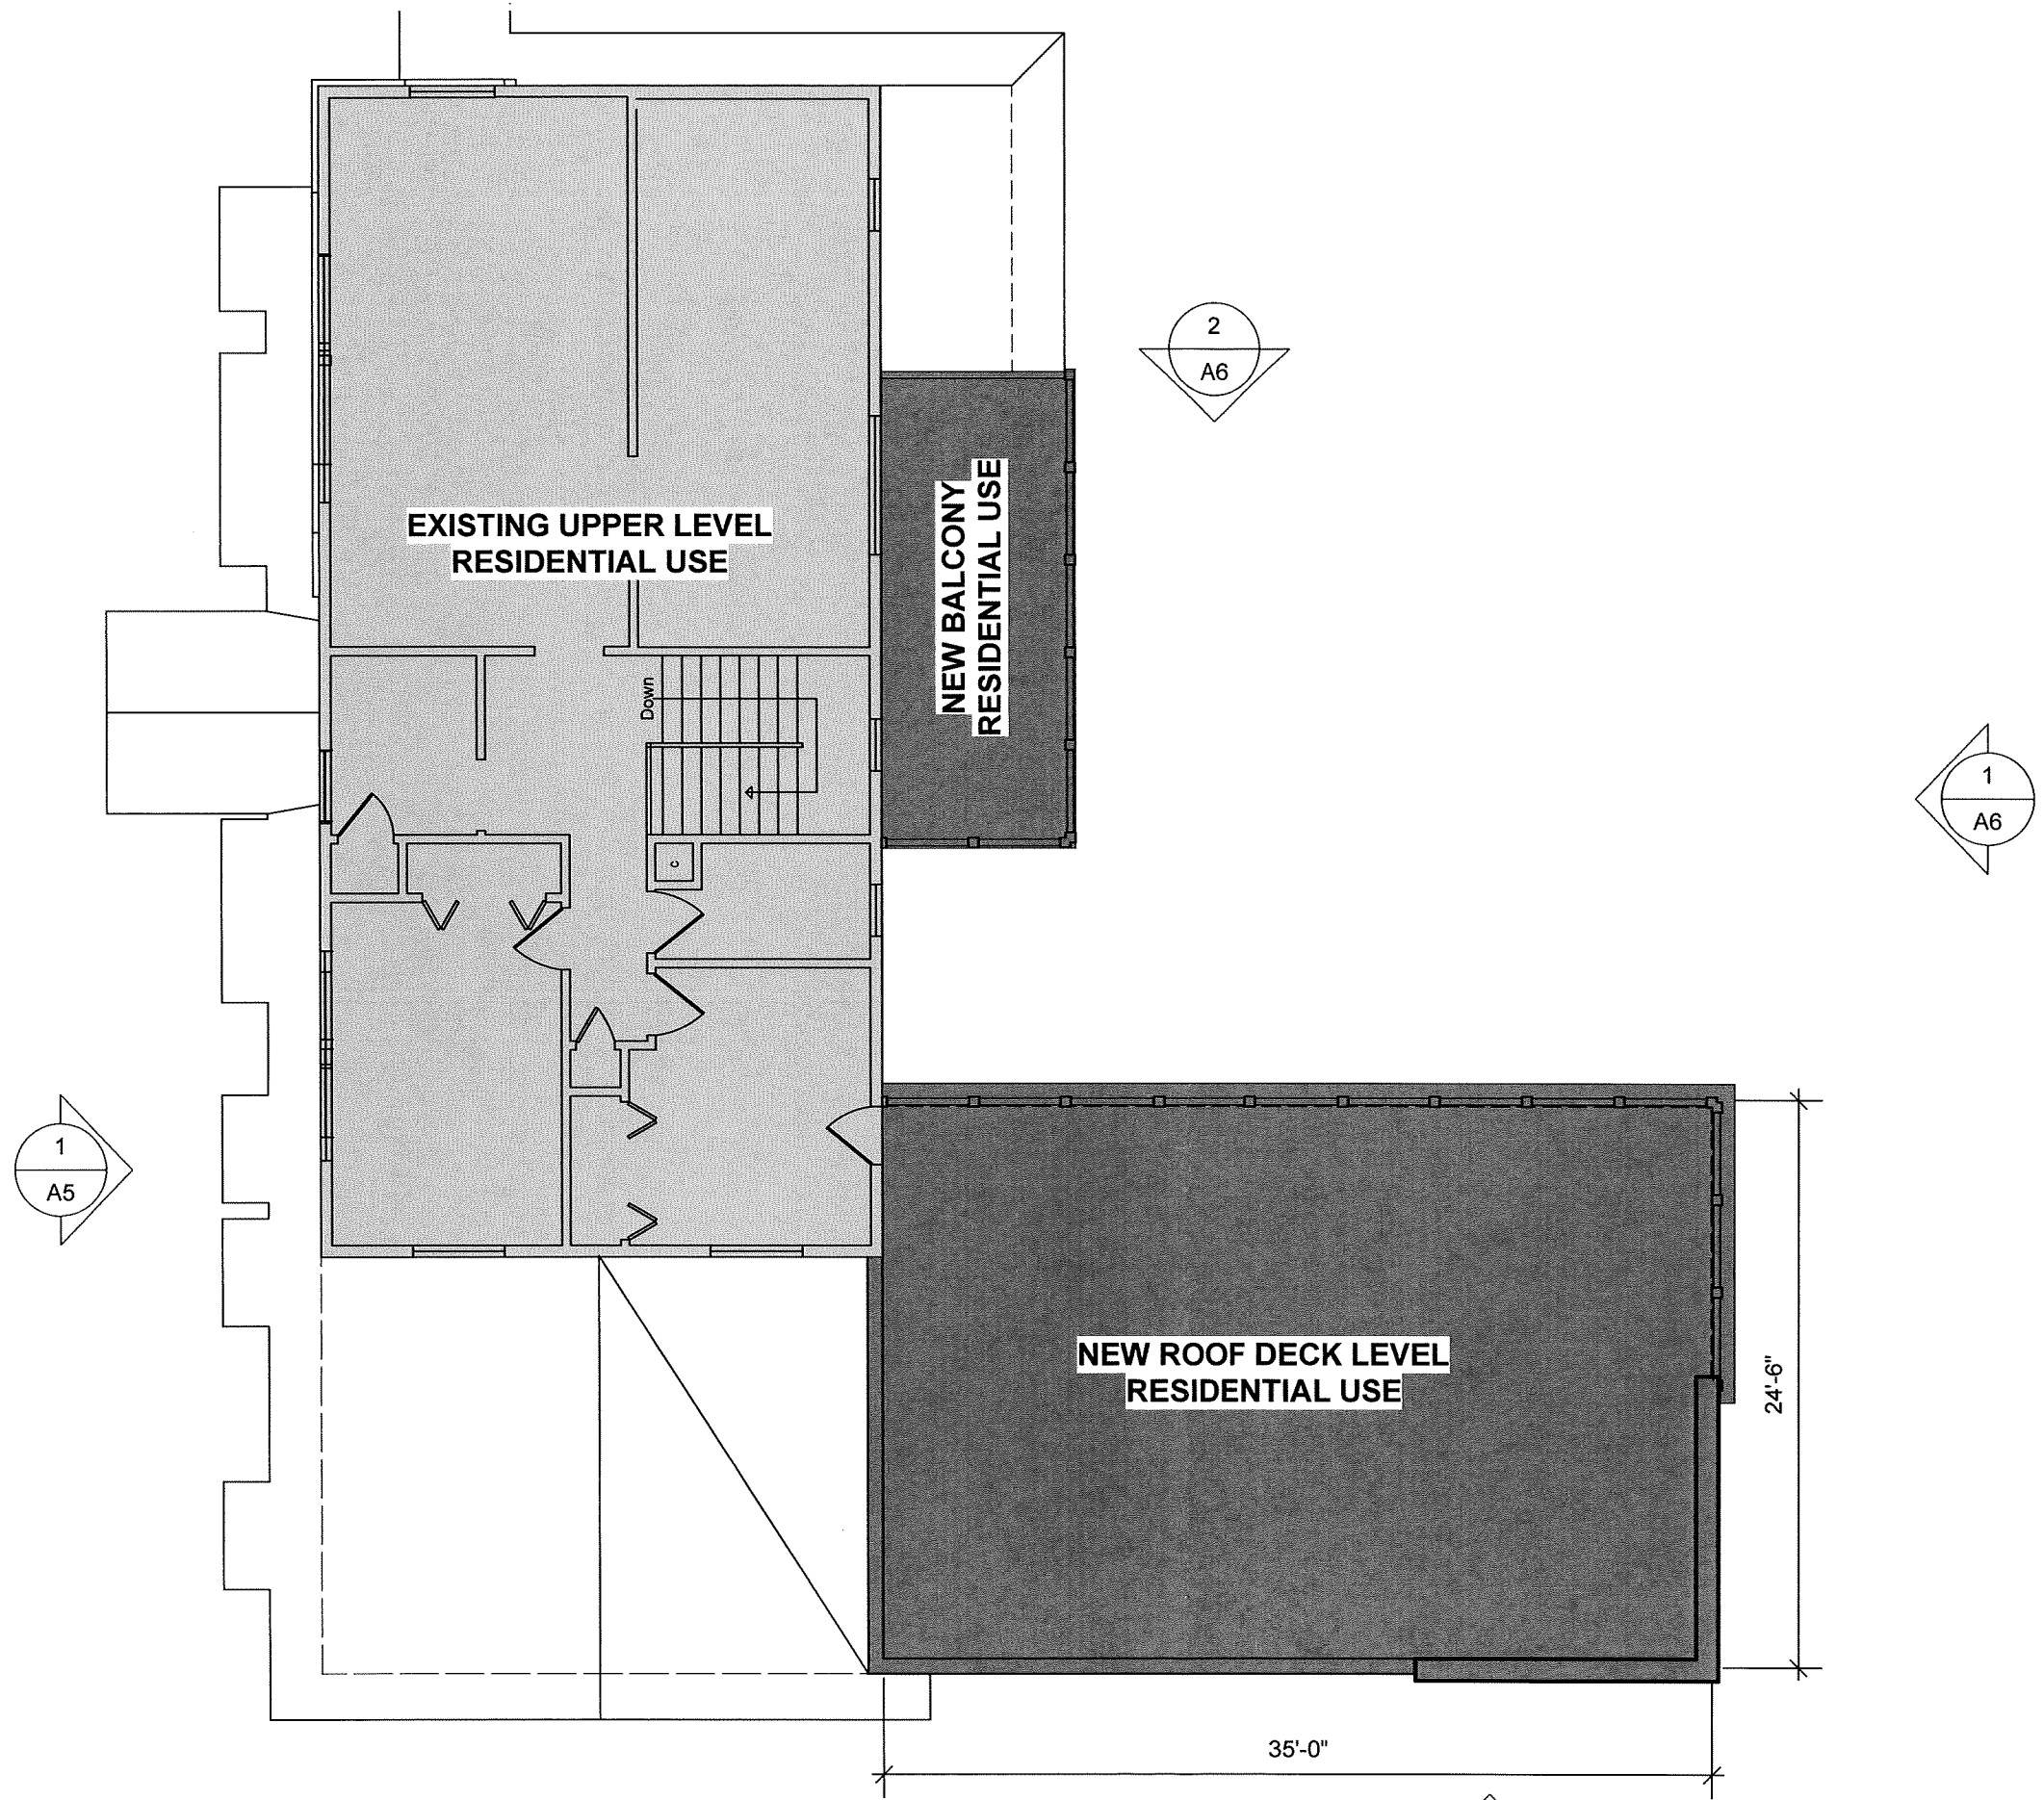 2
A6
EXISTING UPPER LEVEL
RESIDENTIAL USE
NEW BALCONY
RESIDENTIAL USE
Down
1
A6
c
1
A5
NEW ROOF DECK LEVEL
RESIDENTIAL USE
24'-6"
35'-0"